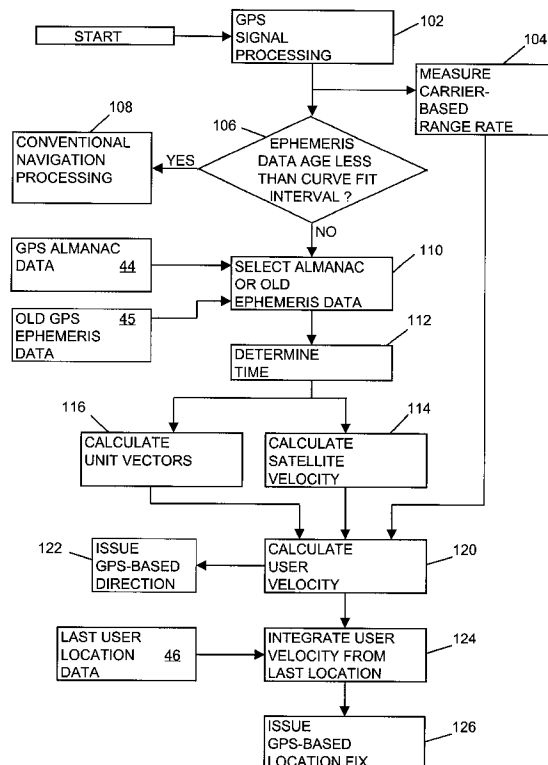 START
GPS
SIGNAL
PROCESSING
102
104
MEASURE
CARRIER-
BASED
RANGE RATE
108
CONVENTIONAL
NAVIGATION
PROCESSING
YES
106
EPHEMERIS
DATA AGE LESS
THAN CURVE FIT
INTERVAL ?
NO
GPS ALMANAC
DATA 44
OLD GPS 45
EPHEMERIS
DATA
SELECT ALMANAC
OR OLD
EPHEMERIS DATA
110
DETERMINE
TIME
112
116
CALCULATE
UNIT VECTORS
CALCULATE
SATELLITE
VELOCITY
114
122
ISSUE
GPS-BASED
DIRECTION
CALCULATE
USER
VELOCITY
120
LAST USER
LOCATION
DATA 46
INTEGRATE USER
VELOCITY FROM
LAST LOCATION
124
ISSUE
GPS-BASED
LOCATION FIX
126